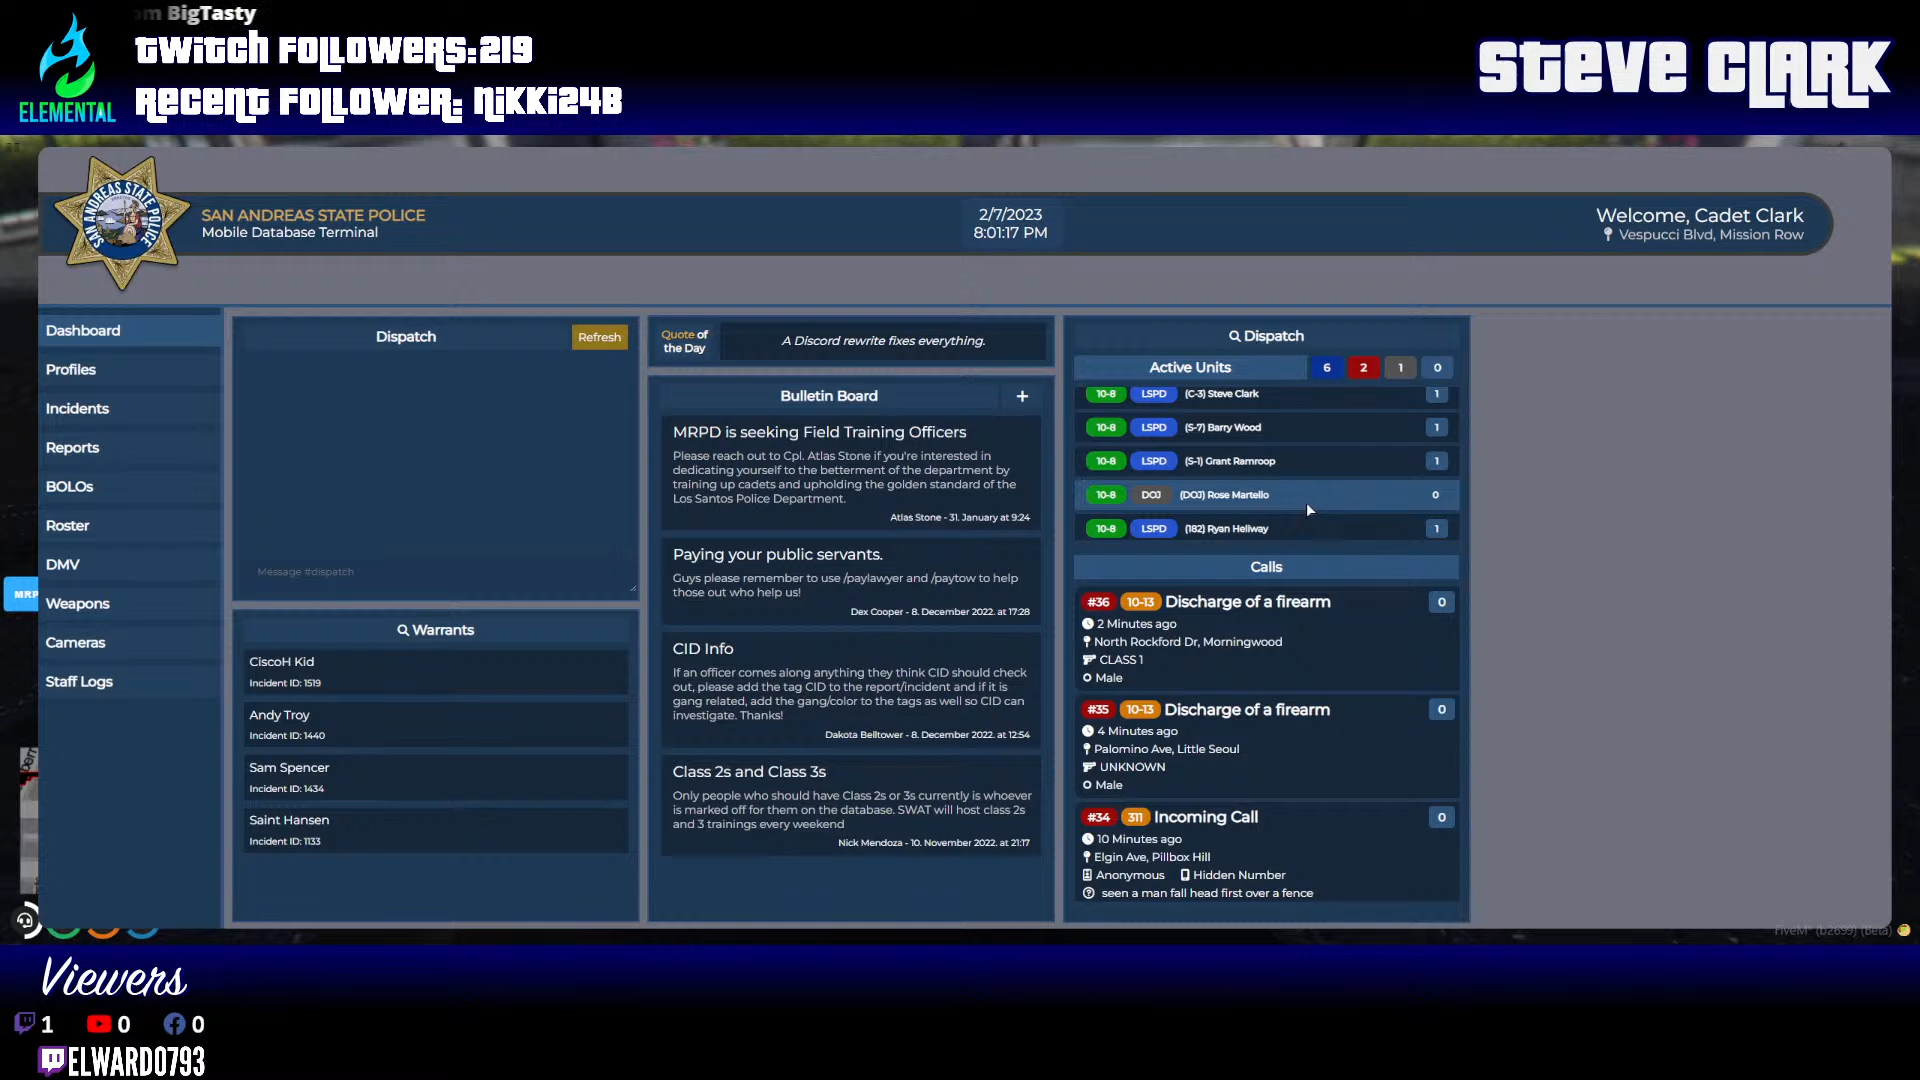 om BigTasty
TWITCH FOLLOWERS:219
RECENT FOLLOWER: NIKKI24B
ELEMENTAL
STEVE CLARK
SAN ANDREAS STATE POLICE
SAN ANDREAS STATE POLICE
Mobile Database Terminal
2/7/2023
8:01:17 PM
Welcome, Cadet Clark
Vespucci Blvd, Mission Row
Dashboard
Profiles
Incidents
Reports
BOLOs
Roster
DMV
Weapons
Cameras
Staff Logs
MRP
Dispatch
Refresh
Message #dispatch
Warrants
CiscoH Kid
Incident ID: 1519
Andy Troy
Incident ID: 1440
Sam Spencer
Incident ID: 1434
Saint Hansen
Incident ID: 1133
Quote of
the Day
A Discord rewrite fixes everything.
Bulletin Board +
MRPD is seeking Field Training Officers
Please reach out to Cpl. Atlas Stone if you're interested in
dedicating yourself to the betterment of the department by
training up cadets and upholding the golden standard of the
Los Santos Police Department.
Atlas Stone - 31. January at 9:24
Paying your public servants.
Guys please remember to use /paylawyer and /paytow to help
those out who help us!
Dex Cooper - 8. December 2022. at 17:28
CID Info
If an officer comes along anything they think CID should check
out, please add the tag CID to the report/incident and if it is
gang related, add the gang/color to the tags as well so CID can
investigate. Thanks!
Dakota Belltower - 8. December 2022. at 12:54
Class 2s and Class 3s
Only people who should have Class 2s or 3s currently is whoever
is marked off for them on the database. SWAT will host class 2s
and 3 trainings every weekend
Nick Mendoza - 10. November 2022. at 21:17
Dispatch
Active Units 6 2 1 0
10-8 LSPD (C-3) Steve Clark 1
10-8 LSPD (S-7) Barry Wood 1
10-8 LSPD (S-1) Grant Ramroop 1
10-8 DOJ (DOJ) Rose Martello 0
10-8 LSPD (182) Ryan Hellway 1
Calls
#36 10-13 Discharge of a firearm 0
2 Minutes ago
North Rockford Dr, Morningwood
CLASS 1
Male
#35 10-13 Discharge of a firearm 0
4 Minutes ago
Palomino Ave, Little Seoul
UNKNOWN
Male
#34 311 Incoming Call 0
10 Minutes ago
Elgin Ave, Pillbox Hill
Anonymous Hidden Number
seen a man fall head first over a fence
FiveM* (b2699) (Beta)
Viewers
1 0 0
ELWARDO793